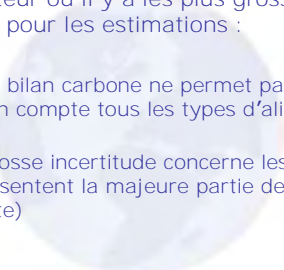 teur où il y a les plus gross
pour les estimations :
bilan carbone ne permet pa
n compte tous les types d'ali
osse incertitude concerne les
sentent la majeure partie de
te)